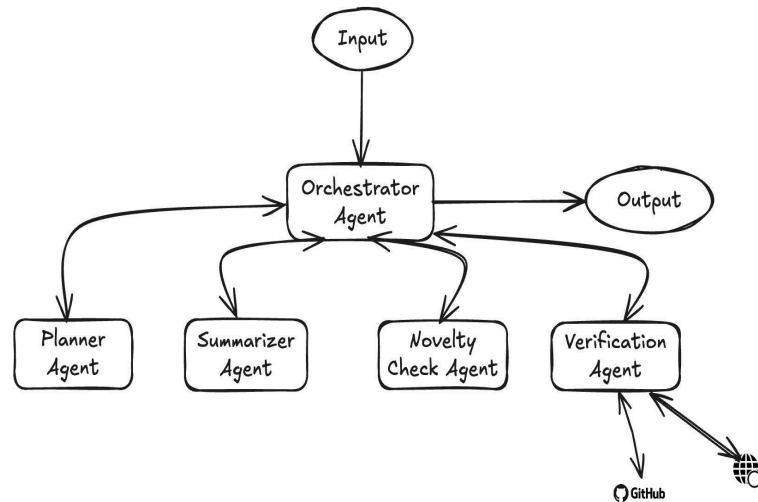 Input
Orchestrator
Agent
Output
Planner
Agent
Summarizer
Agent
Novelty
Check Agent
Verification
Agent
GitHub